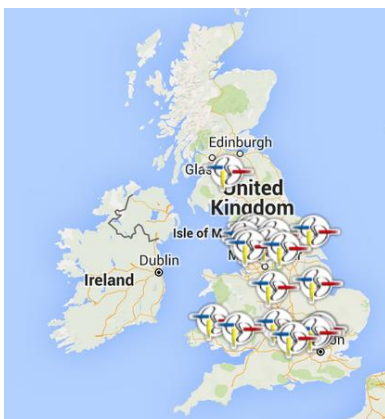 Edinburgh
Glas
United
Kingdom
Isle of M
Dublin
Ireland
on